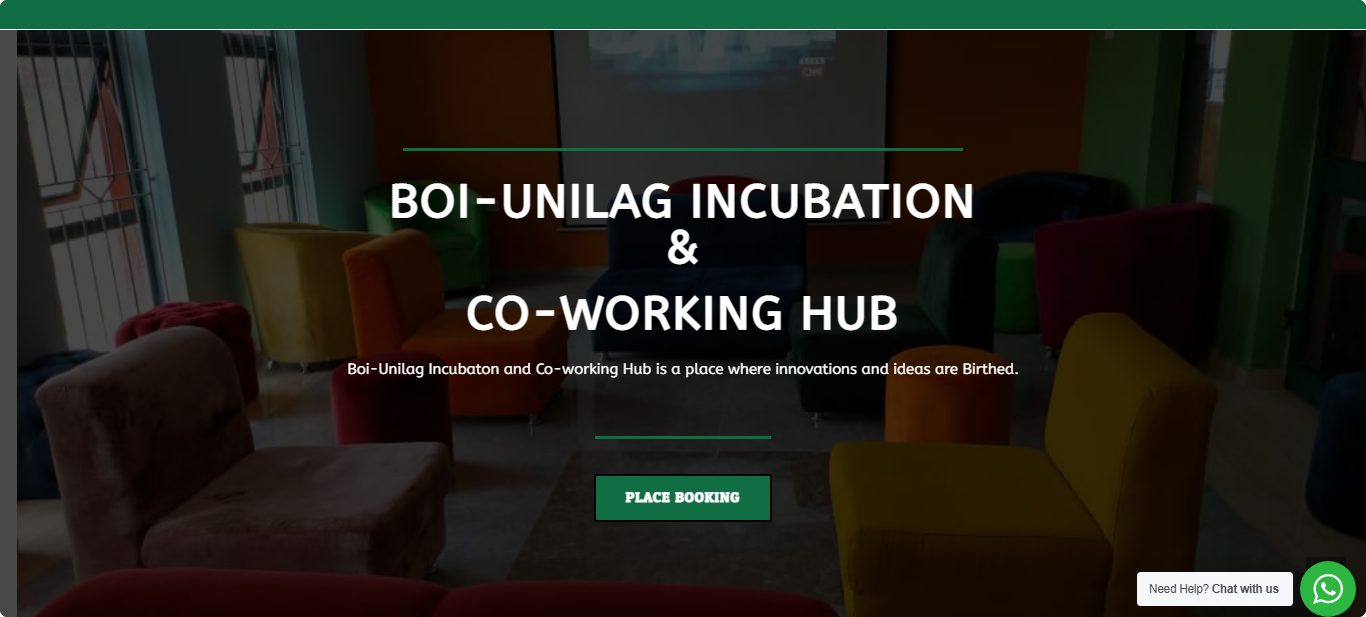 BOI-UNILAG INCUBATION
&
CO-WORKING HUB
Boi-Unilag Incubaton and Co-working Hub is a place where innovations and ideas are Birthed.
PLACE BOOKING
Need Help? Chat with us